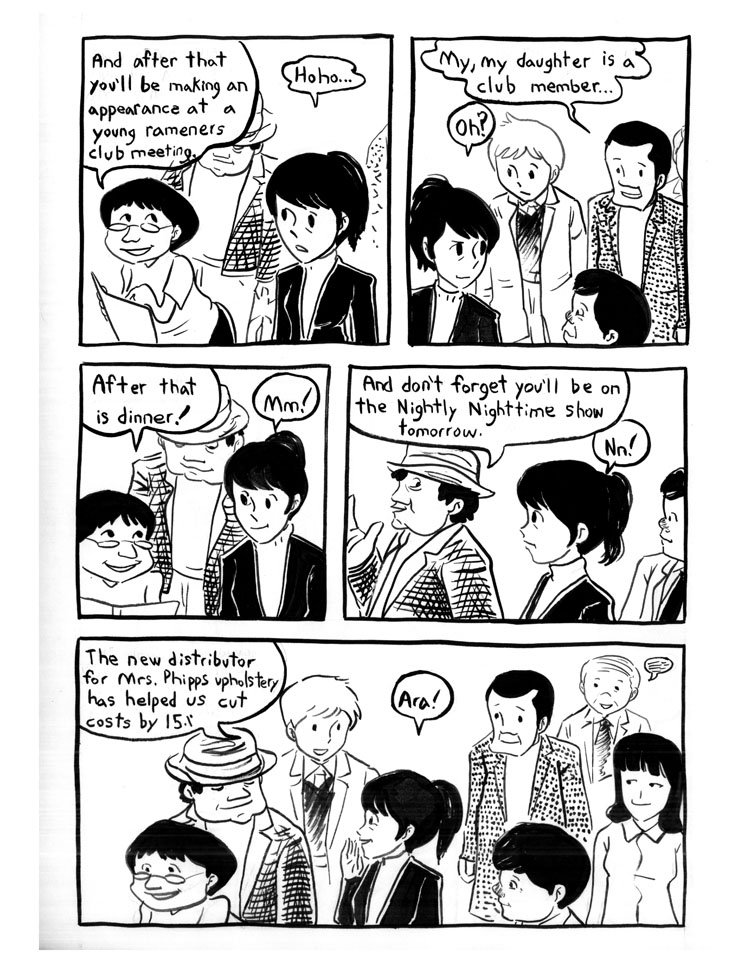 And after that
you'll be making an
appearance at a
young rameners
club meeting.
Hoho...
My, my daughter is a
club member...
Oh?
After that
is dinner!
Mm!
And don't forget you'll be on
the Nightly Nighttime show
tomorrow.
Nn!
The new distributor
for Mrs. Phipps upholstery
has helped us cut
costs by 15.
Ara!